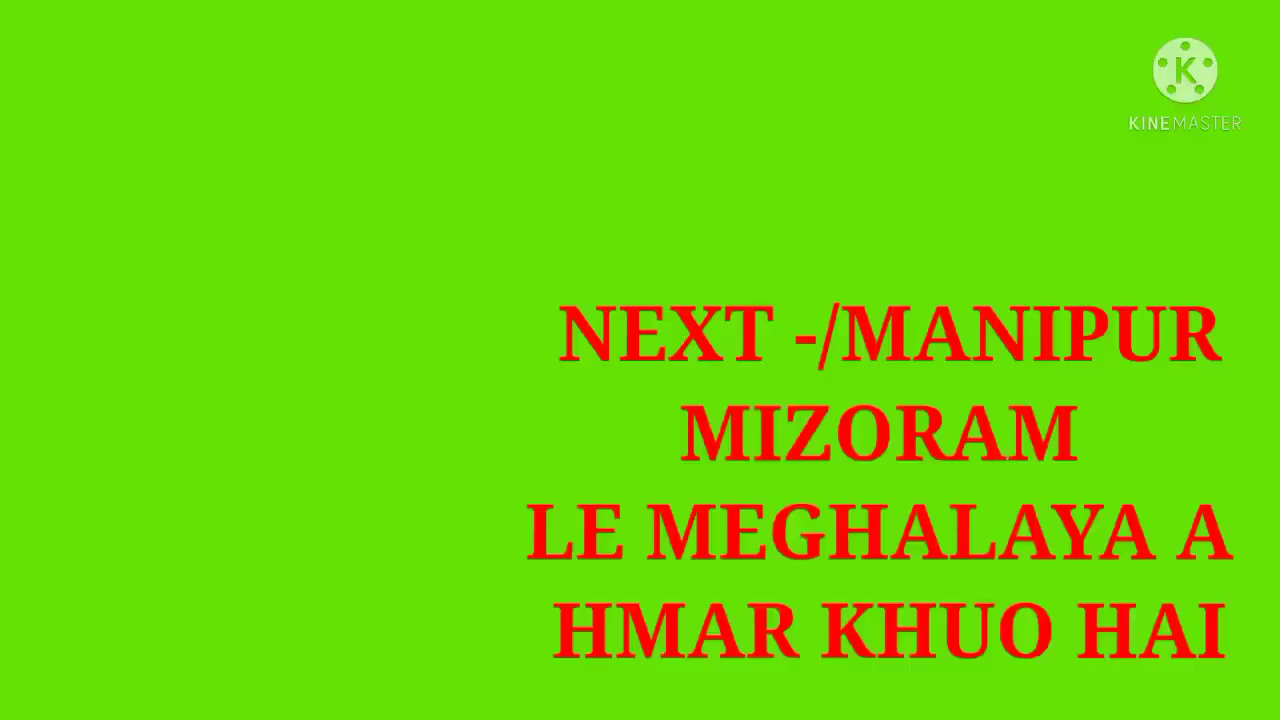 K
KINEMASTER
NEXT -/MANIPUR
MIZORAM
LE MEGHALAYA A
HMAR KHUO HAI